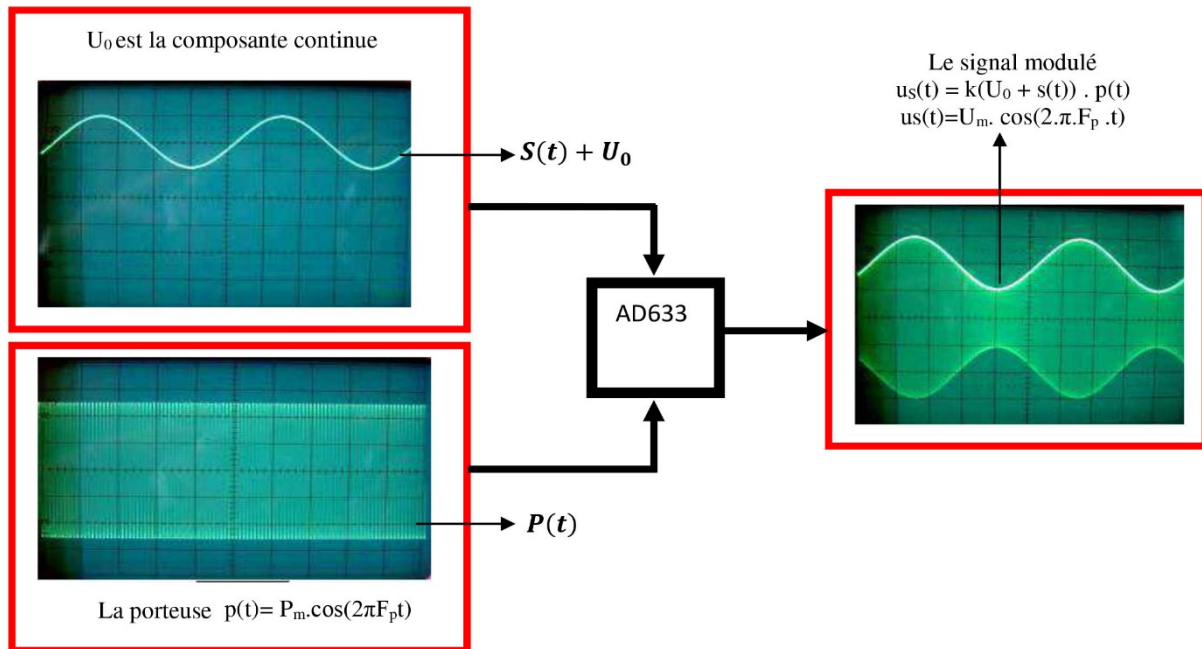 U₀ est la composante continue
S(t) + U₀
Le signal modulé
uₛ(t) = k(U₀ + s(t)) . p(t)
us(t)=Uₘ. cos(2.π.Fₚ .t)
AD633
P(t)
La porteuse p(t)= Pₘ.cos(2πFₚt)